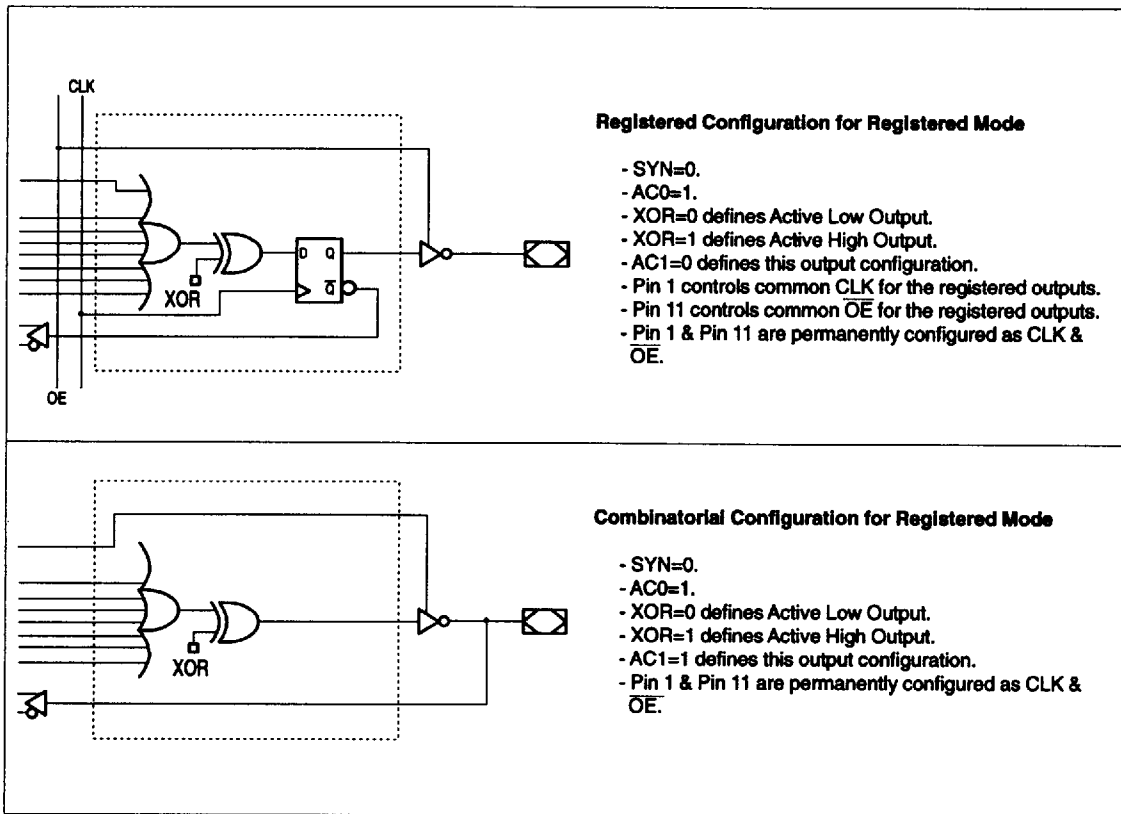 CLK
Registered Configuration for Registered Mode
- SYN=0.
- AC0=1.
- XOR=0 defines Active Low Output.
- XOR=1 defines Active High Output.
- AC1=0 defines this output configuration.
- Pin 1 controls common CLK for the registered outputs.
- Pin 11 controls common O̅E̅ for the registered outputs.
- Pin 1 & Pin 11 are permanently configured as CLK &
O̅E̅.
D Q
XOR
Q̅
OE
Combinatorial Configuration for Registered Mode
- SYN=0.
- AC0=1.
- XOR=0 defines Active Low Output.
- XOR=1 defines Active High Output.
- AC1=1 defines this output configuration.
- Pin 1 & Pin 11 are permanently configured as CLK &
O̅E̅.
XOR